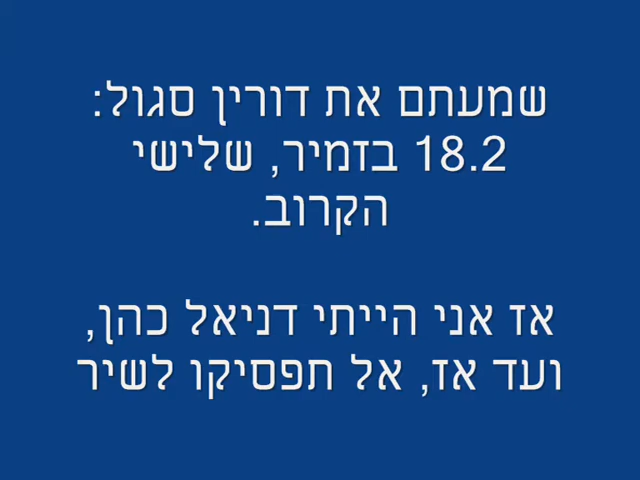 שמעתם את דורין סגול:
18.2 בזמיר, שלישי
הקרוב.
אז אני הייתי דניאל כהן,
ועד אז, אל תפסיקו לשיר